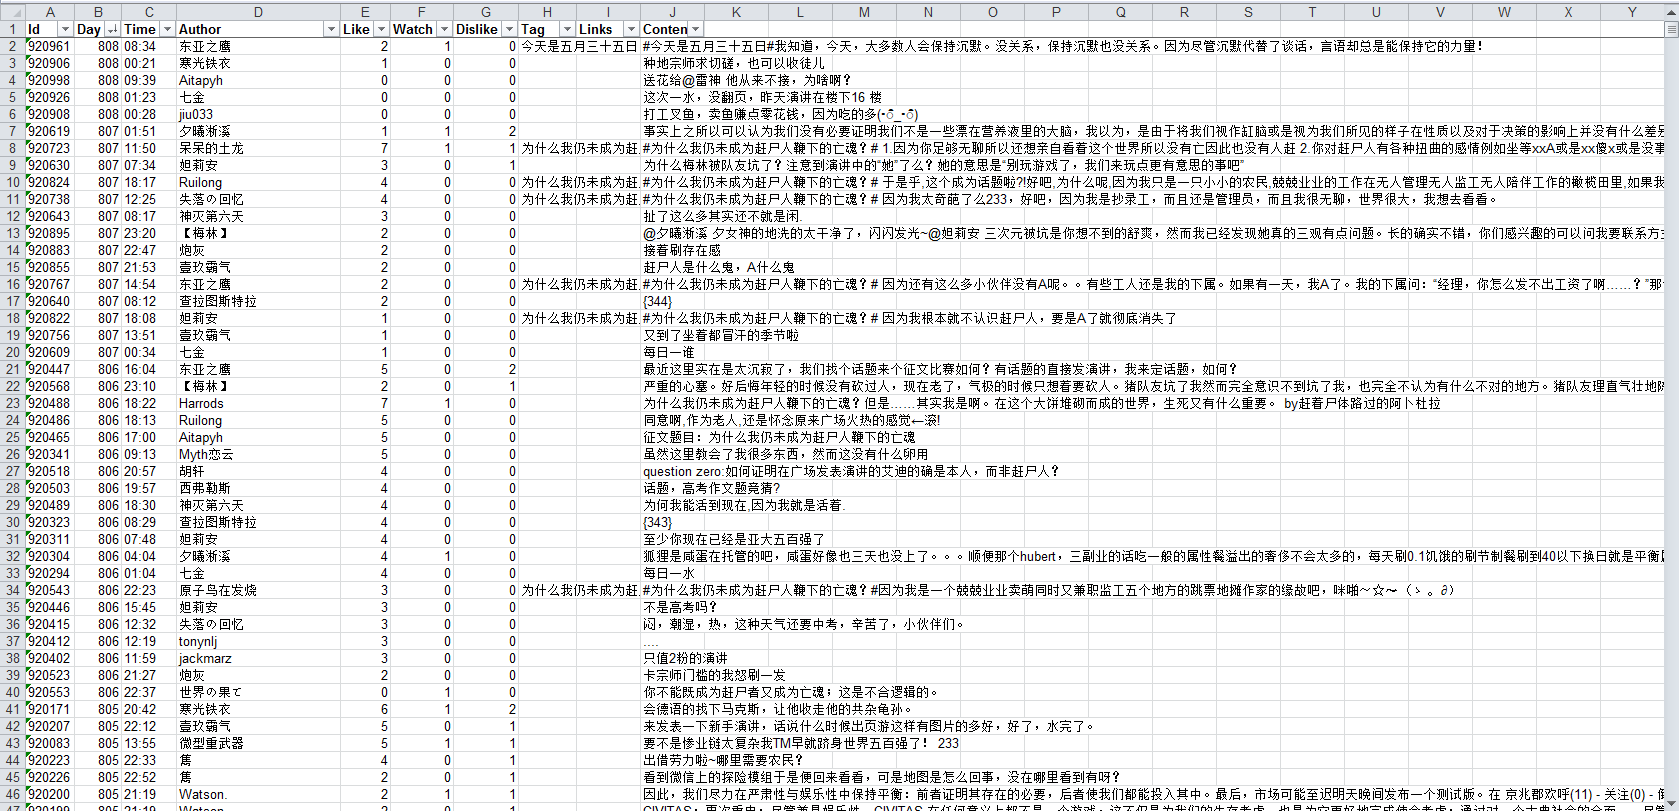 A B C D E F G H I J K L M N O P Q R S T U V W X Y
1 Id Day Time Author Like Watch Dislike Tag Links Conten
2 920961 808 08:34 东亚之鹰 2 1 0 今天是五月三十五日 #今天是五月三十五日#我知道，今天，大多数人会保持沉默。没关系，保持沉默也没关系。因为尽管沉默代替了谈话，言语却总是能保持它的力量！
3 920906 808 00:21 寒光铁衣 1 0 0 种地宗师求切磋，也可以收徒儿
4 920998 808 09:39 Aitapyh 0 0 0 送花给@雷神 他从来不接，为啥啊？
5 920926 808 01:23 七金 0 0 0 这次一水，没翻页，昨天演讲在楼下16 楼
6 920908 808 00:28 jiu033 0 0 0 打工叉鱼，卖鱼赚点零花钱，因为吃的多
7 920619 807 01:51 夕曦淅溪 1 1 2 事实上之所以可以认为我们没有必要证明我们不是一些漂在营养液里的大脑，我以为，是由于将我们视作缸脑或是视为我们所见的样子在性质以及对于决策的影响上并没有什么差别
8 920723 807 11:50 呆呆的土龙 7 1 1 为什么我仍未成为赶 #为什么我仍未成为赶尸人鞭下的亡魂？# 1.因为你足够无聊所以还想亲自看着这个世界所以没有亡因此也没有人赶 2.你对赶尸人有各种扭曲的感情例如坐等xxA或是xx傻x或是没事
9 920630 807 07:34 妲莉安 3 0 1 为什么梅林被队友坑了？注意到演讲中的“她”了么？她的意思是“别玩游戏了，我们来玩点更有意思的事吧”
10 920824 807 18:17 Ruilong 4 0 0 为什么我仍未成为赶 #为什么我仍未成为赶尸人鞭下的亡魂？# 于是乎,这个成为话题啦?!好吧,为什么呢,因为我只是一只小小的农民,兢兢业业的工作在无人管理无人监工无人陪伴工作的橄榄田里,如果我
11 920738 807 12:25 失落の回忆 4 0 0 为什么我仍未成为赶 #为什么我仍未成为赶尸人鞭下的亡魂？# 因为我太奇葩了么233，好吧，因为我是抄录工，而且还是管理员，而且我很无聊，世界很大，我想去看看。
12 920643 807 08:17 神灭第六天 3 0 0 扯了这么多其实还不就是闲.
13 920895 807 23:20 【梅林】 2 0 0 @夕曦淅溪 夕女神的地洗的太干净了，闪闪发光~@妲莉安 三次元被坑是你想不到的舒爽，然而我已经发现她真的三观有点问题。长的确实不错，你们感兴趣的可以问我要联系方式
14 920883 807 22:47 炮灰 2 0 0 接着刷存在感
15 920855 807 21:53 壹玖霸气 2 0 0 赶尸人是什么鬼，A什么鬼
16 920767 807 14:54 东亚之鹰 2 0 0 为什么我仍未成为赶 #为什么我仍未成为赶尸人鞭下的亡魂？# 因为还有这么多小伙伴没有A呢。。有些工人还是我的下属。如果有一天，我A了。我的下属问：“经理，你怎么发不出工资了啊……？”那
17 920640 807 08:12 查拉图斯特拉 2 0 0 {344}
18 920822 807 18:08 妲莉安 1 0 0 为什么我仍未成为赶 #为什么我仍未成为赶尸人鞭下的亡魂？# 因为我根本就不认识赶尸人，要是A了就彻底消失了
19 920756 807 13:51 壹玖霸气 1 0 0 又到了坐着都冒汗的季节啦
20 920609 807 00:34 七金 1 0 0 每日一谁
21 920447 806 16:04 东亚之鹰 5 0 2 最近这里实在是太沉寂了，我们找个话题来个征文比赛如何？有话题的直接发演讲，我来定话题，如何？
22 920568 806 23:10 【梅林】 2 0 1 严重的心塞。好后悔年轻的时候没有砍过人，现在老了，气极的时候只想着要砍人。猪队友坑了我然而完全意识不到坑了我，也完全不认为有什么不对的地方。猪队友理直气壮地
23 920488 806 18:22 Harrods 7 1 0 为什么我仍未成为赶尸人鞭下的亡魂？但是……其实我是啊。在这个大饼堆砌而成的世界，生死又有什么重要。 by赶着尸体路过的阿卜杜拉
24 920486 806 18:13 Ruilong 5 0 0 同意啊,作为老人,还是怀念原来广场火热的感觉←滚!
25 920465 806 17:00 Aitapyh 5 0 0 征文题目：为什么我仍未成为赶尸人鞭下的亡魂
26 920341 806 09:13 Myth恋云 5 0 0 虽然这里教会了我很多东西，然而这没有什么卵用
27 920518 806 20:57 胡轩 4 0 0 question zero:如何证明在广场发表演讲的艾迪的确是本人，而非赶尸人？
28 920503 806 19:57 西弗勒斯 4 0 0 话题，高考作文题竟猜?
29 920489 806 18:30 神灭第六天 4 0 0 为何我能活到现在,因为我就是活着.
30 920323 806 08:29 查拉图斯特拉 4 0 0 {343}
31 920311 806 07:48 妲莉安 4 0 0 至少你现在已经是亚大五百强了
32 920304 806 04:04 夕曦淅溪 4 1 0 狐狸是咸蛋在托管的吧，咸蛋好像也三天也没上了。。。顺便那个hubert，三副业的话吃一般的属性餐溢出的奢侈不会太多的，每天刷0.1饥饿的刷节制餐刷到40以下换日就是平衡
33 920294 806 01:04 七金 4 0 0 每日一水
34 920543 806 22:23 原子鸟在发烧 3 0 0 为什么我仍未成为赶 #为什么我仍未成为赶尸人鞭下的亡魂？#因为我是一个兢兢业业卖萌同时又兼职监工五个地方的跳票地摊作家的缘故吧，咪啪～☆～（ゝ。∂）
35 920446 806 15:45 妲莉安 3 0 0 不是高考吗？
36 920415 806 12:32 失落の回忆 3 0 0 闷，潮湿，热，这种天气还要中考，辛苦了，小伙伴们。
37 920412 806 12:19 tonynlj 3 0 0 ....
38 920402 806 11:59 jackmarz 3 0 0 只值2粉的演讲
39 920523 806 21:27 炮灰 2 0 0 卡宗师门槛的我怒刷一发
40 920553 806 22:37 世界の果て 0 1 0 你不能既成为赶尸者又成为亡魂；这是不合逻辑的。
41 920171 805 20:42 寒光铁衣 6 1 2 会德语的找下马克斯，让他收走他的共杂龟孙。
42 920207 805 22:12 壹玖霸气 5 0 1 来发表一下新手演讲，话说什么时候出页游这样有图片的多好，好了，水完了。
43 920083 805 13:55 微型重武器 5 1 1 要不是惨业链太复杂我TM早就跻身世界五百强了！ 233
44 920223 805 22:33 雋 4 0 1 出借劳力啦~哪里需要农民？
45 920226 805 22:52 雋 2 0 1 看到微信上的探险模组于是便回来看看，可是地图是怎么回事，没在哪里看到有呀？
46 920200 805 21:19 Watson. 2 1 1 因此，我们尽力在严肃性与娱乐性中保持平衡：前者证明其存在的必要，后者使我们都能投入其中。最后，市场可能至迟明天晚间发布一个测试版。在 京兆郡欢呼(11) - 关注(0) -
47 920199 805 21:19 Watson.